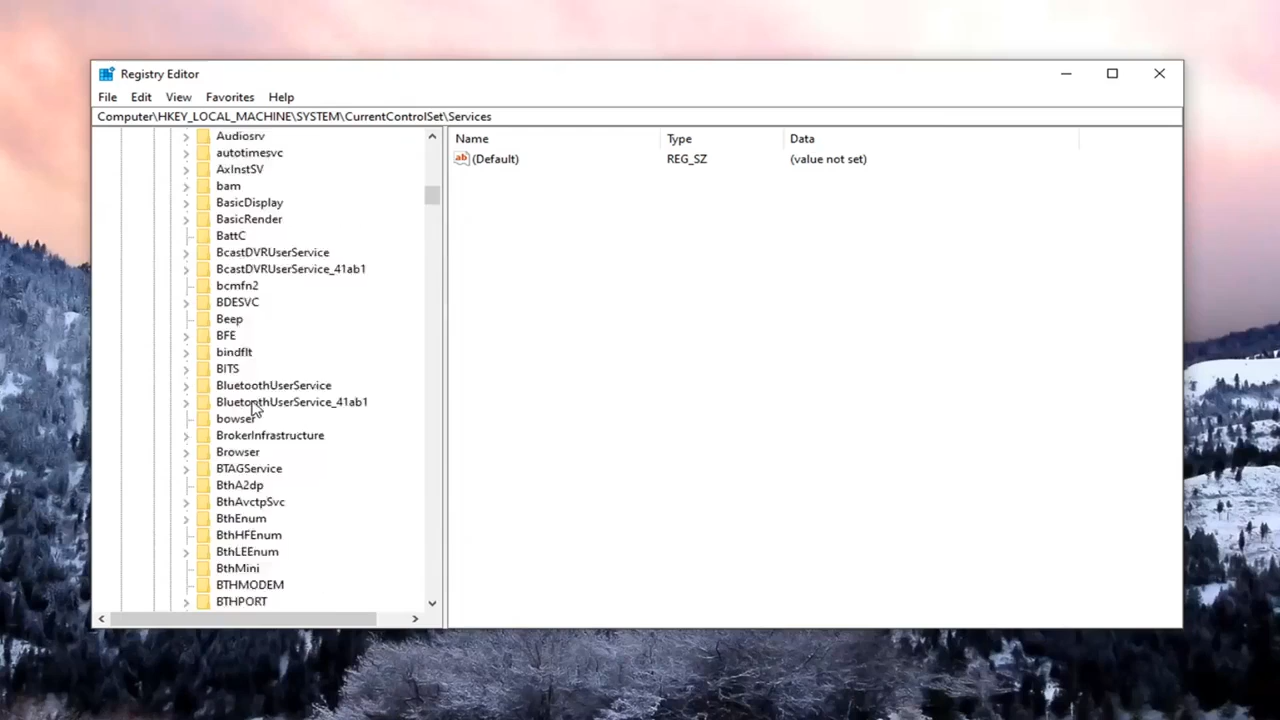 Registry Editor
File Edit View Favorites Help
Computer\HKEY_LOCAL_MACHINE\SYSTEM\CurrentControlSet\Services
Name Type Data
(Default) REG_SZ (value not set)
Audiosrv
autotimesvc
AxInstSV
bam
BasicDisplay
BasicRender
BattC
BcastDVRUserService
BcastDVRUserService_41ab1
bcmfn2
BDESVC
Beep
BFE
bindflt
BITS
BluetoothUserService
BluetoothUserService_41ab1
bowser
BrokerInfrastructure
Browser
BTAGService
BthA2dp
BthAvctpSvc
BthEnum
BthHFEnum
BthLEEnum
BthMini
BTHMODEM
BTHPORT